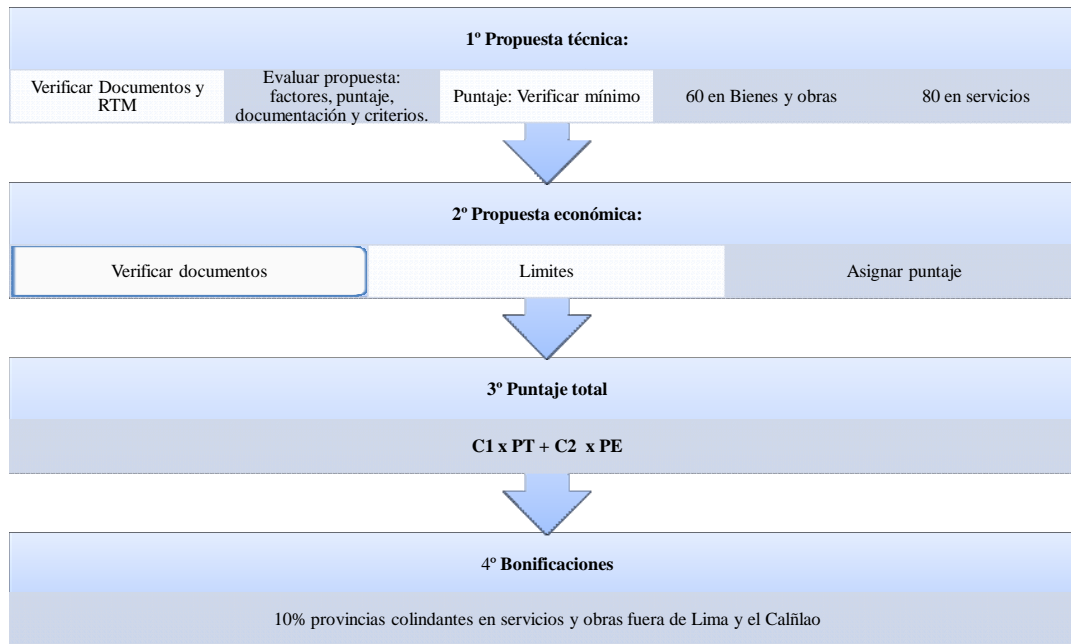 1º Propuesta técnica:
Verificar Documentos y
RTM
Evaluar propuesta:
factores, puntaje,
documentación y criterios.
Puntaje: Verificar mínimo
60 en Bienes y obras
80 en servicios
2º Propuesta económica:
Verificar documentos
Limites
Asignar puntaje
3º Puntaje total
C1 x PT + C2 x PE
4º Bonificaciones
10% provincias colindantes en servicios y obras fuera de Lima y el Calñlao